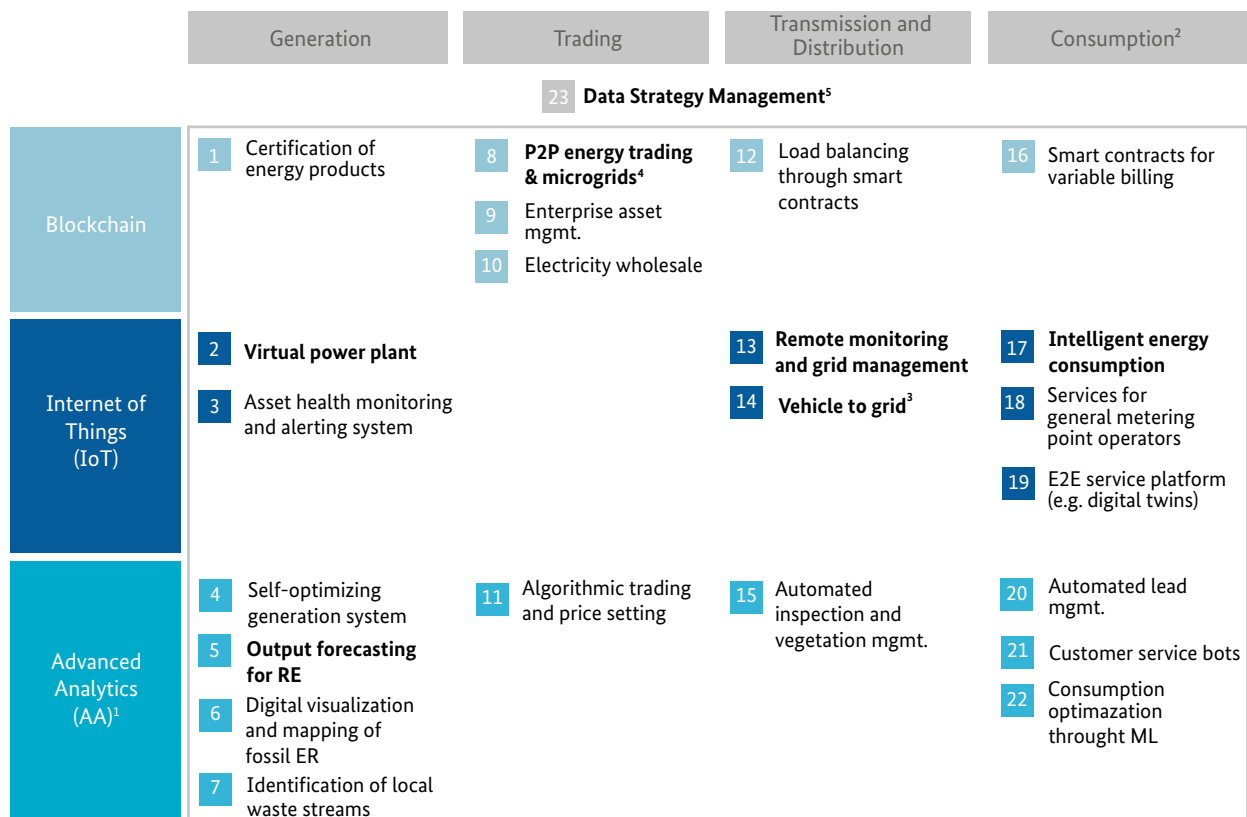 Generation
Trading
Transmission and
Distribution
Consumption²
23 Data Strategy Management⁵
Blockchain
1 Certification of
energy products
8 P2P energy trading
& microgrids⁴
9 Enterprise asset
mgmt.
10 Electricity wholesale
12 Load balancing
through smart
contracts
16 Smart contracts for
variable billing
Internet of
Things
(IoT)
2 Virtual power plant
3 Asset health monitoring
and alerting system
13 Remote monitoring
and grid management
14 Vehicle to grid³
17 Intelligent energy
consumption
18 Services for
general metering
point operators
19 E2E service platform
(e.g. digital twins)
Advanced
Analytics
(AA)¹
4 Self-optimizing
generation system
5 Output forecasting
for RE
6 Digital visualization
and mapping of
fossil ER
7 Identification of local
waste streams
11 Algorithmic trading
and price setting
15 Automated
inspection and
vegetation mgmt.
20 Automated lead
mgmt.
21 Customer service bots
22 Consumption
optimazation
throught ML